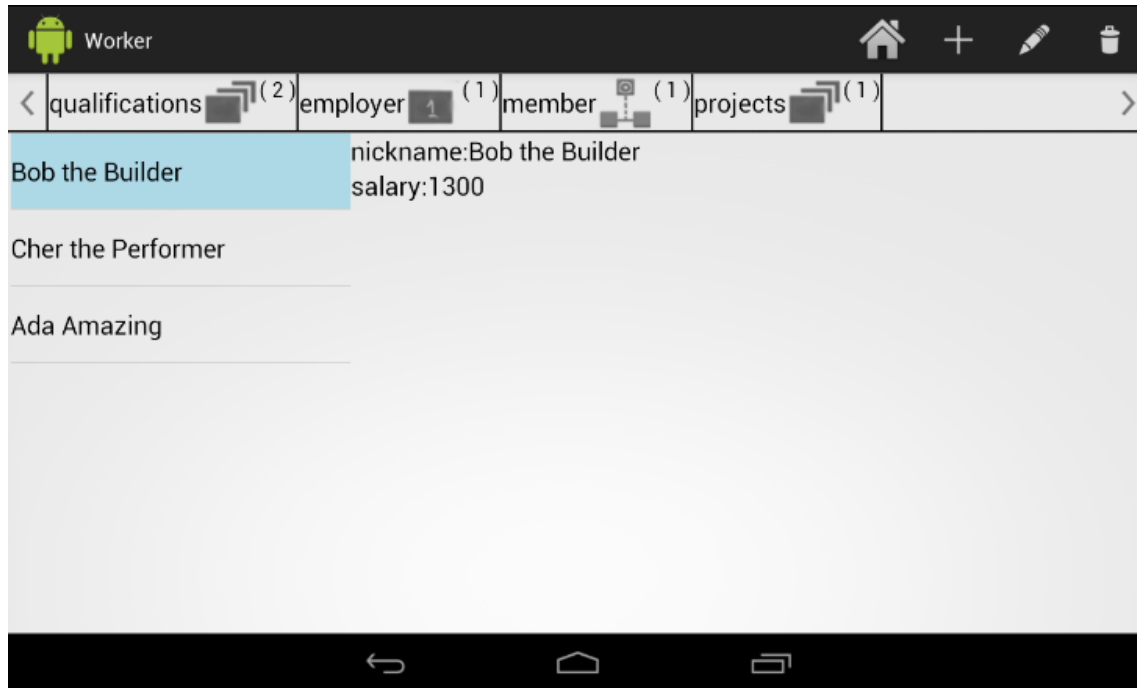 Worker
qualifications (2) employer 1 (1) member (1) projects (1)
Bob the Builder
nickname:Bob the Builder
salary:1300
Cher the Performer
Ada Amazing